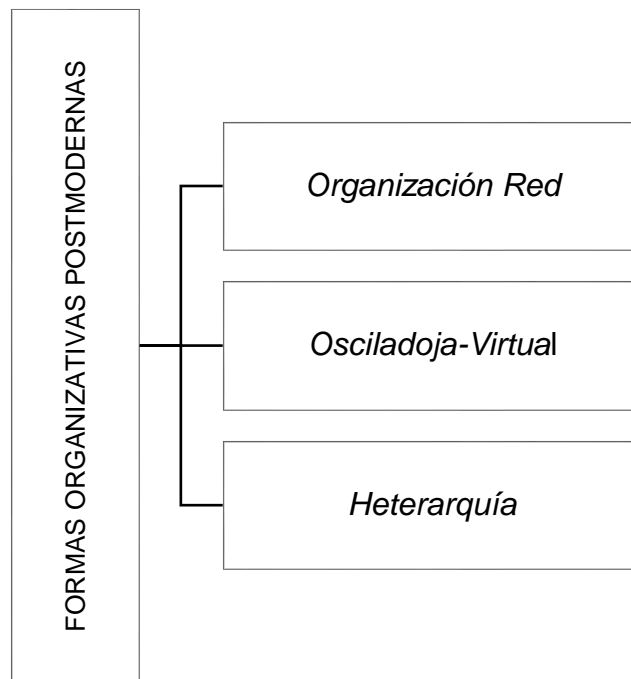 FORMAS ORGANIZATIVAS POSTMODERNAS
Organización Red
Osciladoja-Virtual
Heterarquía